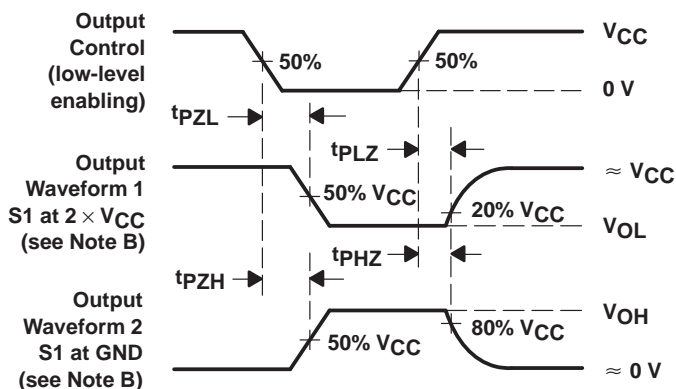 Output
Control
(low-level
enabling)
50%
50%
VCC
0 V
tPZL
tPLZ
Output
Waveform 1
S1 at 2 × VCC
(see Note B)
50% VCC
20% VCC
≈ VCC
VOL
tPZH
tPHZ
Output
Waveform 2
S1 at GND
(see Note B)
50% VCC
80% VCC
VOH
≈ 0 V